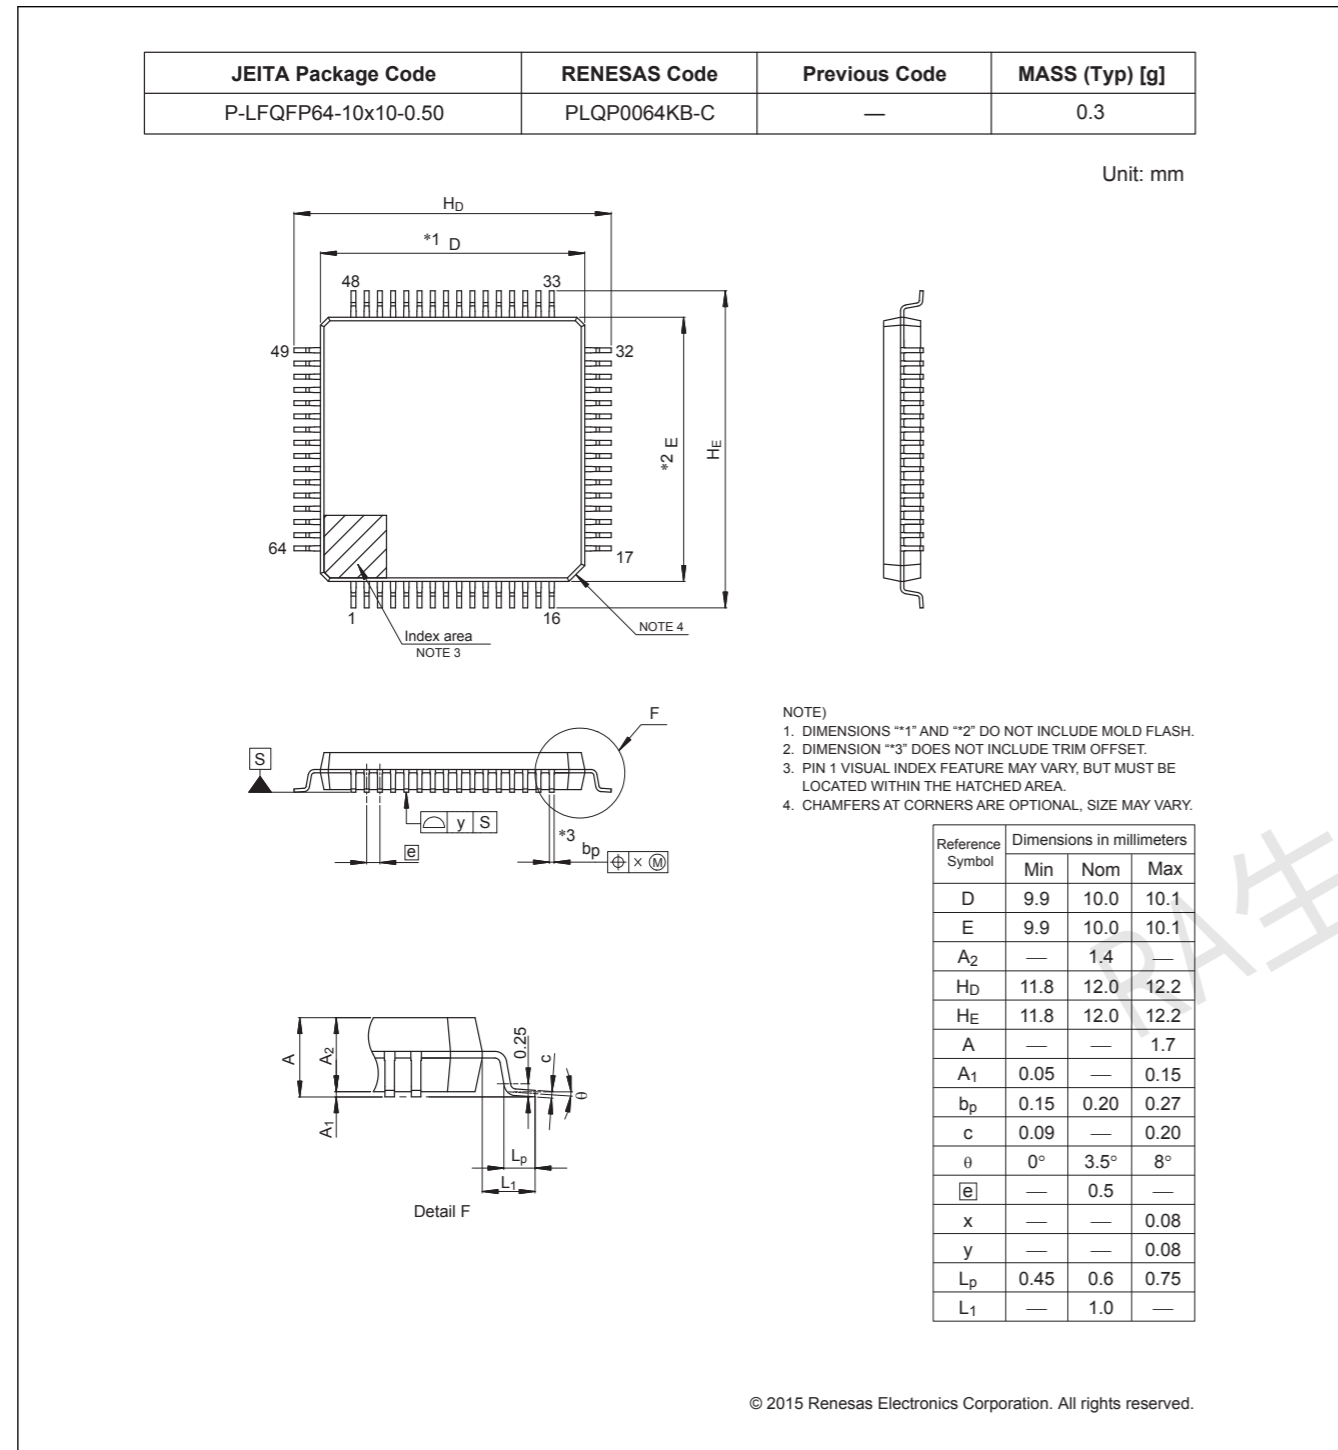 JEITA Package Code RENESAS Code Previous Code MASS (Typ) [g]
P-LFQFP64-10x10-0.50 PLQP0064KB-C — 0.3
Unit: mm
HD
*1 D
48 33
49 32
*2 E
HE
64 17
1 16
Index area
NOTE 3
NOTE 4
F
S
y S
e
*3
bp
× M
NOTE)
1. DIMENSIONS “*1” AND “*2” DO NOT INCLUDE MOLD FLASH.
2. DIMENSION “*3” DOES NOT INCLUDE TRIM OFFSET.
3. PIN 1 VISUAL INDEX FEATURE MAY VARY, BUT MUST BE
LOCATED WITHIN THE HATCHED AREA.
4. CHAMFERS AT CORNERS ARE OPTIONAL, SIZE MAY VARY.
Reference Symbol Dimensions in millimeters
Min Nom Max
D 9.9 10.0 10.1
E 9.9 10.0 10.1
A2 — 1.4 —
HD 11.8 12.0 12.2
HE 11.8 12.0 12.2
A — — 1.7
A1 0.05 — 0.15
bp 0.15 0.20 0.27
c 0.09 — 0.20
θ 0° 3.5° 8°
e — 0.5 —
x — — 0.08
y — — 0.08
Lp 0.45 0.6 0.75
L1 — 1.0 —
A
A2
A1
0.25
c
θ
Lp
L1
Detail F
RA生
© 2015 Renesas Electronics Corporation. All rights reserved.